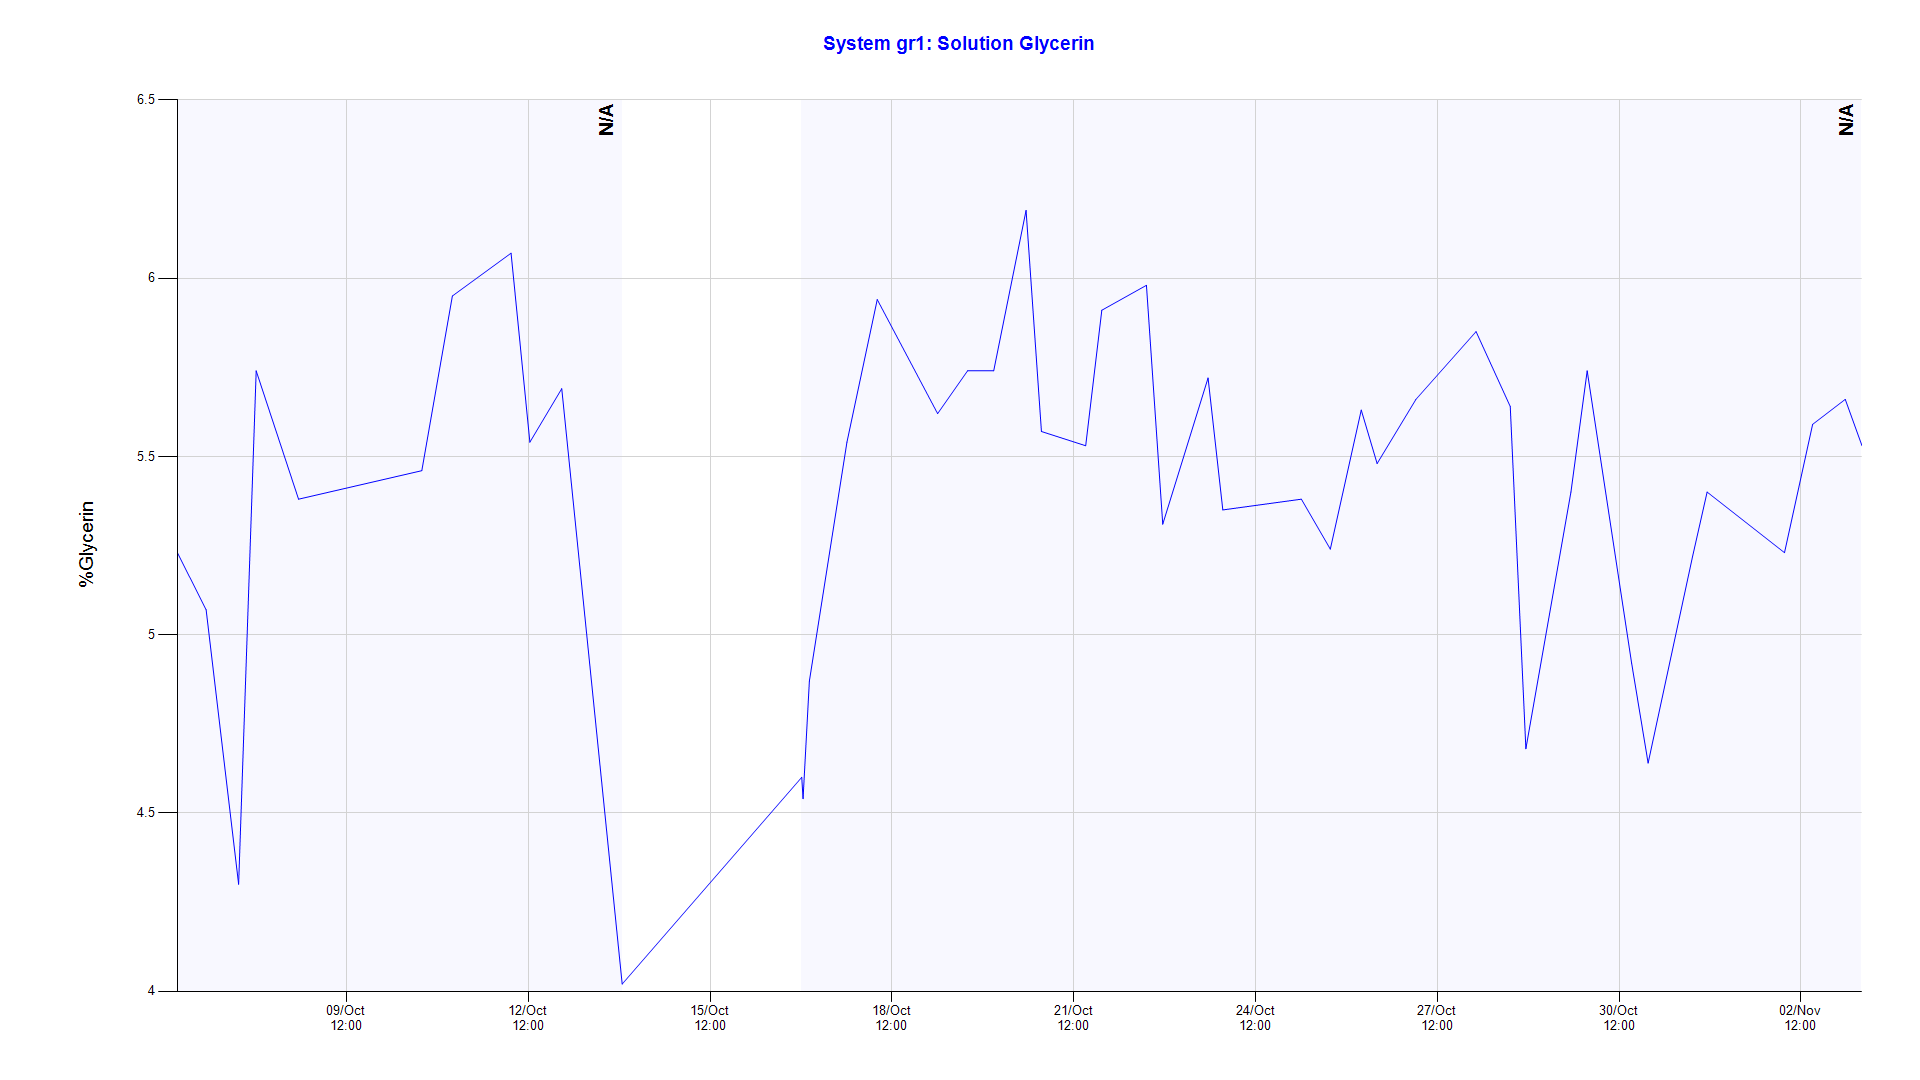 System gr1: Solution Glycerin
6.5
6
5.5
5
4.5
4
%Glycerin
N/A
N/A
09/Oct
12:00
12/Oct
12:00
15/Oct
12:00
18/Oct
12:00
21/Oct
12:00
24/Oct
12:00
27/Oct
12:00
30/Oct
12:00
02/Nov
12:00